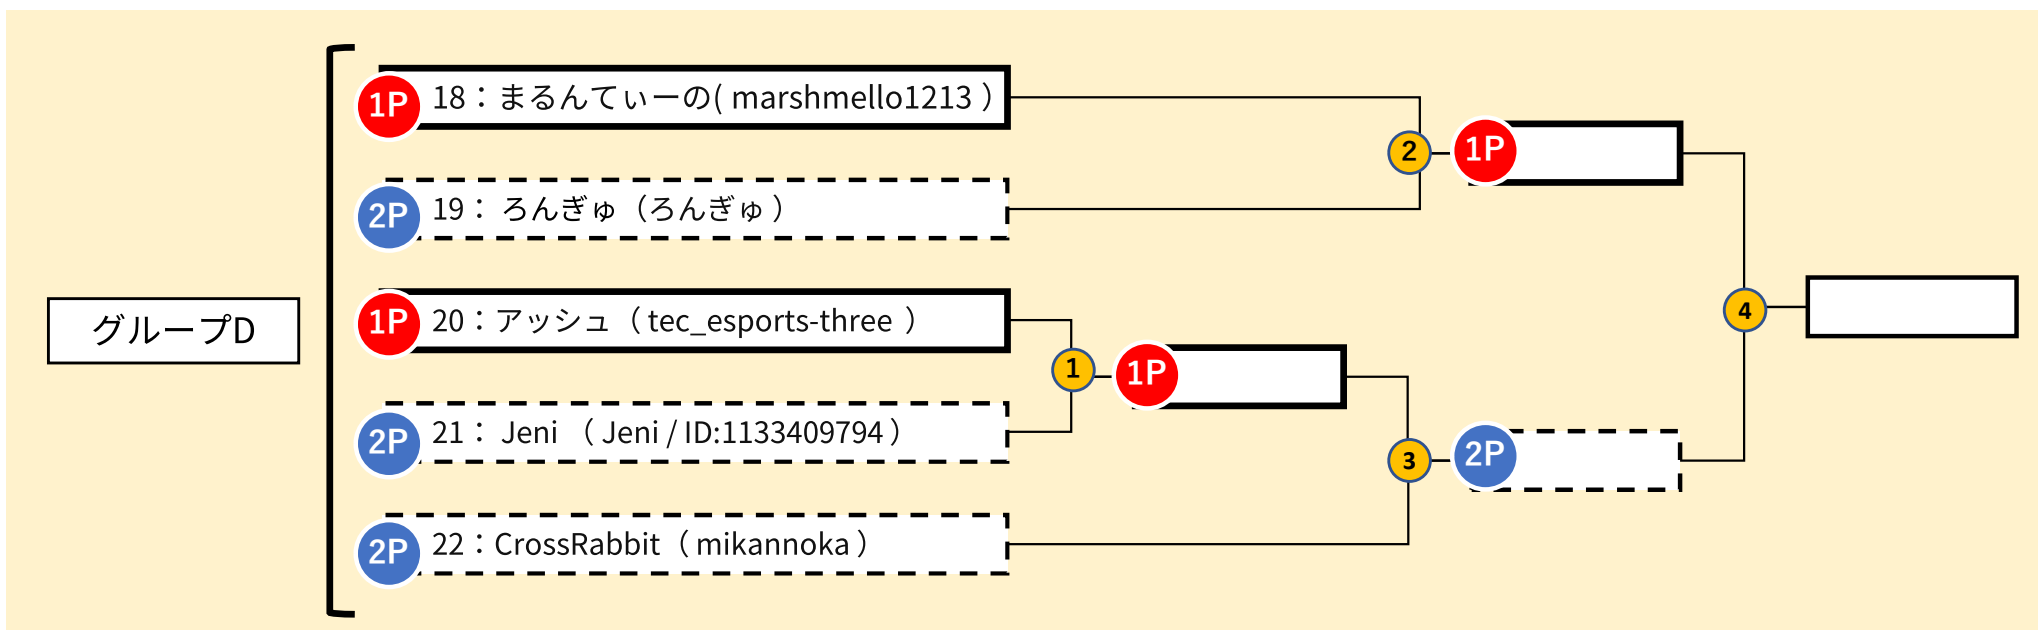 1P
18：まるんてぃーの( marshmello1213 )
2P
19： ろんぎゅ（ろんぎゅ ）
グループD
1P
20：アッシュ（ tec_esports-three ）
2P
21： Jeni （ Jeni / ID:1133409794 ）
2P
22：CrossRabbit（ mikannoka ）
1
1P
2
1P
3
2P
4